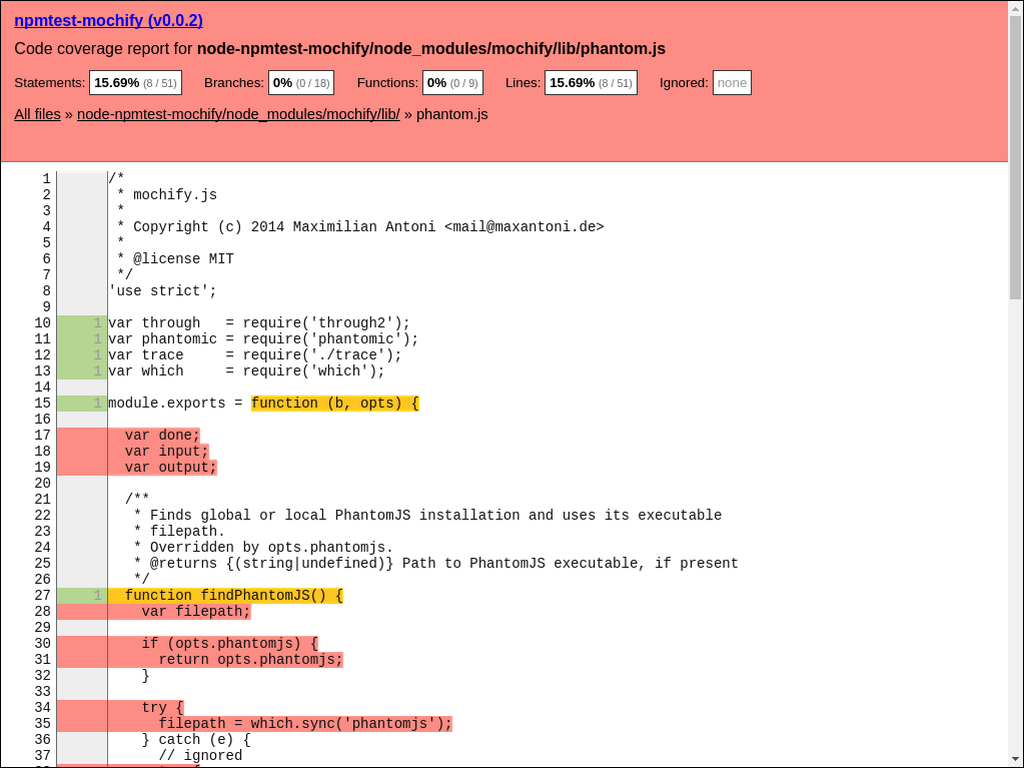 npmtest-mochify (v0.0.2)
Code coverage report for node-npmtest-mochify/node_modules/mochify/lib/phantom.js
Statements: 15.69% (8 / 51) Branches: 0% (0 / 18) Functions: 0% (0 / 9) Lines: 15.69% (8 / 51) Ignored: none
All files » node-npmtest-mochify/node_modules/mochify/lib/ » phantom.js
1 /*
2  * mochify.js
3  *
4  * Copyright (c) 2014 Maximilian Antoni <mail@maxantoni.de>
5  *
6  * @license MIT
7  */
8 'use strict';
9
10 1 var through   = require('through2');
11 1 var phantomic = require('phantomic');
12 1 var trace     = require('./trace');
13 1 var which     = require('which');
14
15 1 module.exports = function (b, opts) {
16
17   var done;
18   var input;
19   var output;
20
21   /**
22    * Finds global or local PhantomJS installation and uses its executable
23    * filepath.
24    * Overridden by opts.phantomjs.
25    * @returns {(string|undefined)} Path to PhantomJS executable, if present
26    */
27 1   function findPhantomJS() {
28     var filepath;
29
30     if (opts.phantomjs) {
31       return opts.phantomjs;
32     }
33
34     try {
35       filepath = which.sync('phantomjs');
36     } catch (e) {
37       // ignored